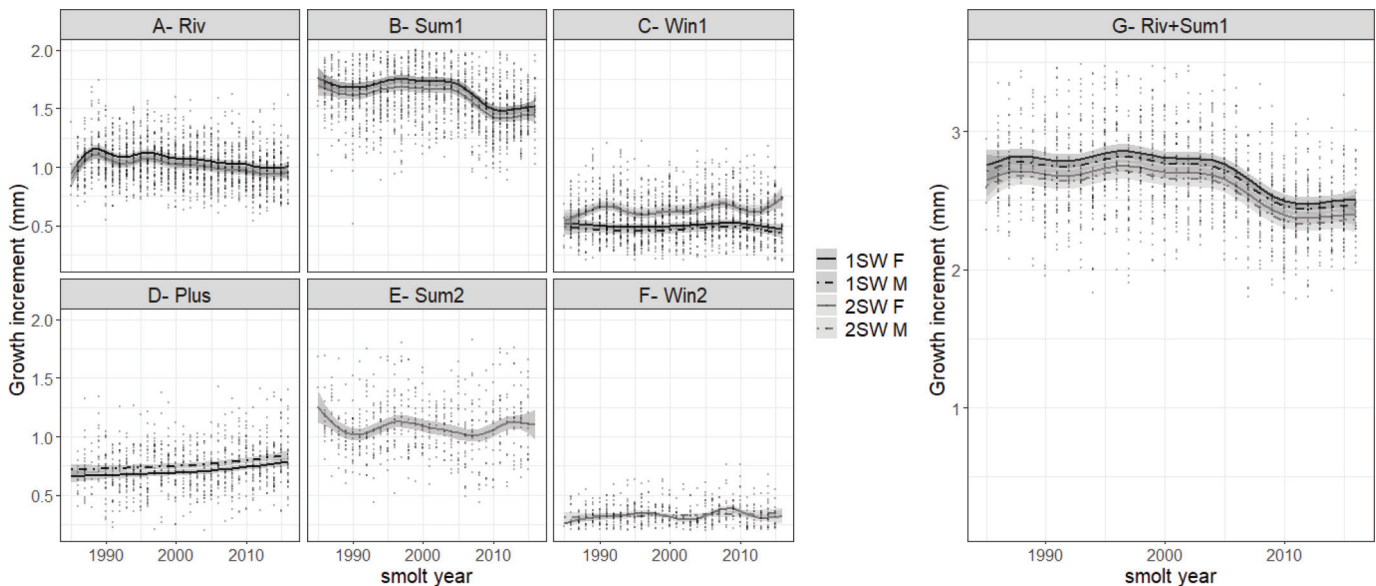 A- Riv
B- Sum1
C- Win1
G- Riv+Sum1
2.0
1.5
1.0
0.5
D- Plus
E- Sum2
F- Win2
2.0
1.5
1.0
0.5
Growth increment (mm)
1990 2000 2010
1990 2000 2010
1990 2000 2010
smolt year
1SW F
1SW M
2SW F
2SW M
3
2
1
Growth increment (mm)
1990 2000 2010
smolt year